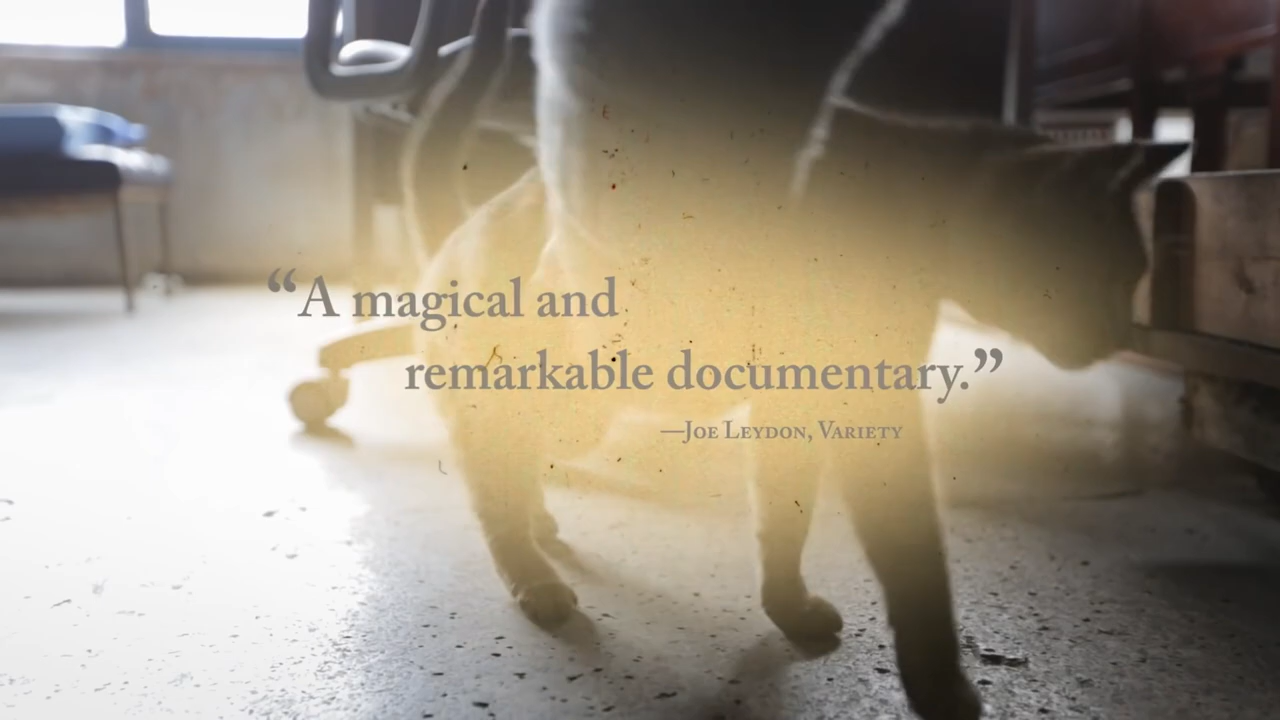 “A magical and
remarkable documentary.”
—Joe Leydon, Variety